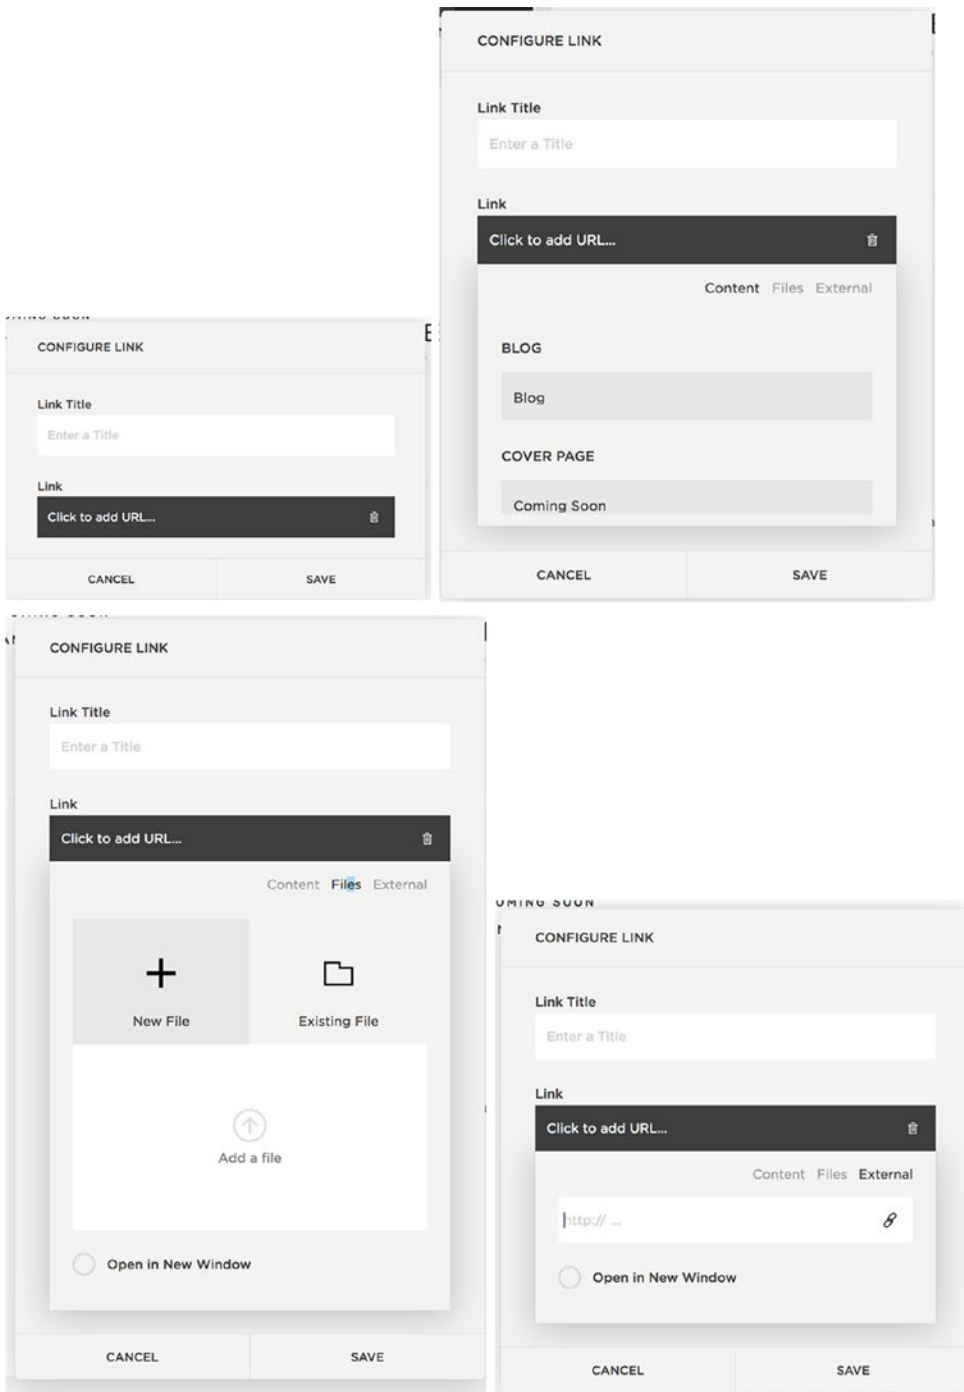 CONFIGURE LINK
Link Title
Enter a Title
Link
Click to add URL...
Content Files External
BLOG
Blog
COVER PAGE
Coming Soon
CANCEL SAVE
CONFIGURE LINK
Link Title
Enter a Title
Link
Click to add URL...
CANCEL SAVE
CONFIGURE LINK
Link Title
Enter a Title
Link
Click to add URL...
Content Files External
New File Existing File
Add a file
Open in New Window
CANCEL SAVE
OMING SOON
CONFIGURE LINK
Link Title
Enter a Title
Link
Click to add URL...
Content Files External
http:// ...
Open in New Window
CANCEL SAVE